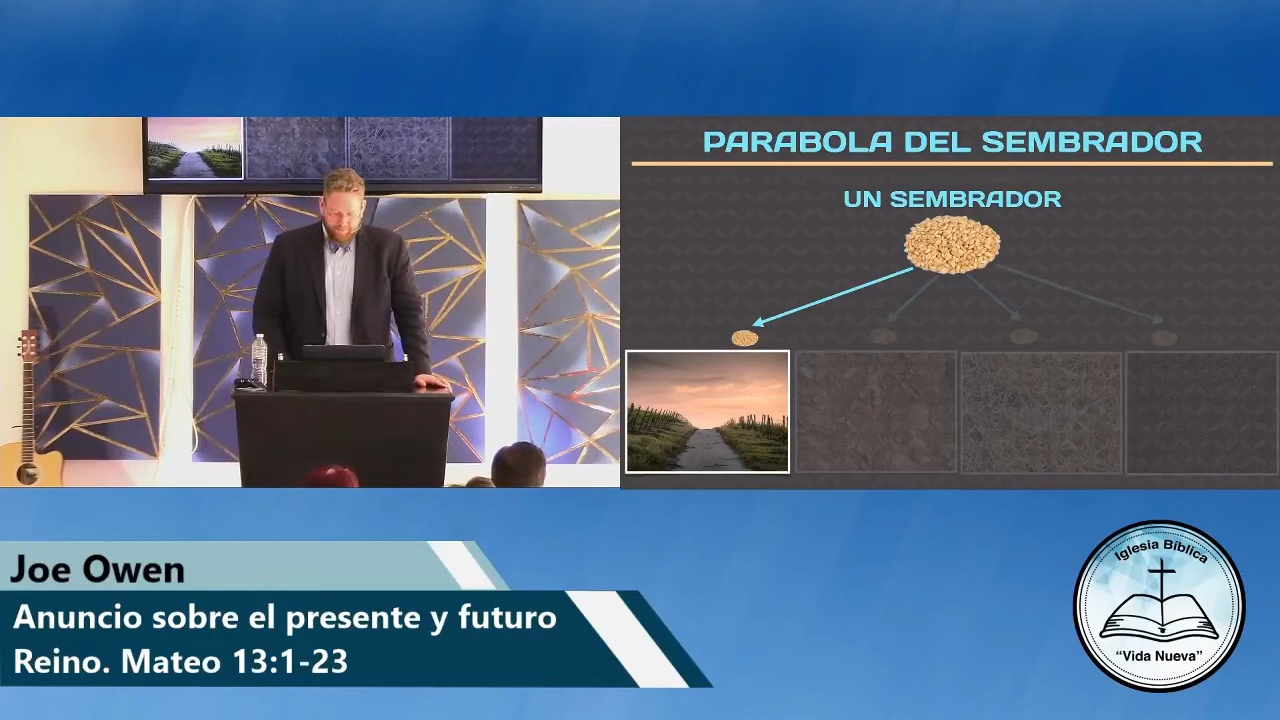 PARABOLA DEL SEMBRADOR
UN SEMBRADOR
Joe Owen
Anuncio sobre el presente y futuro
Reino. Mateo 13:1-23
Iglesia Bíblica
“Vida Nueva”